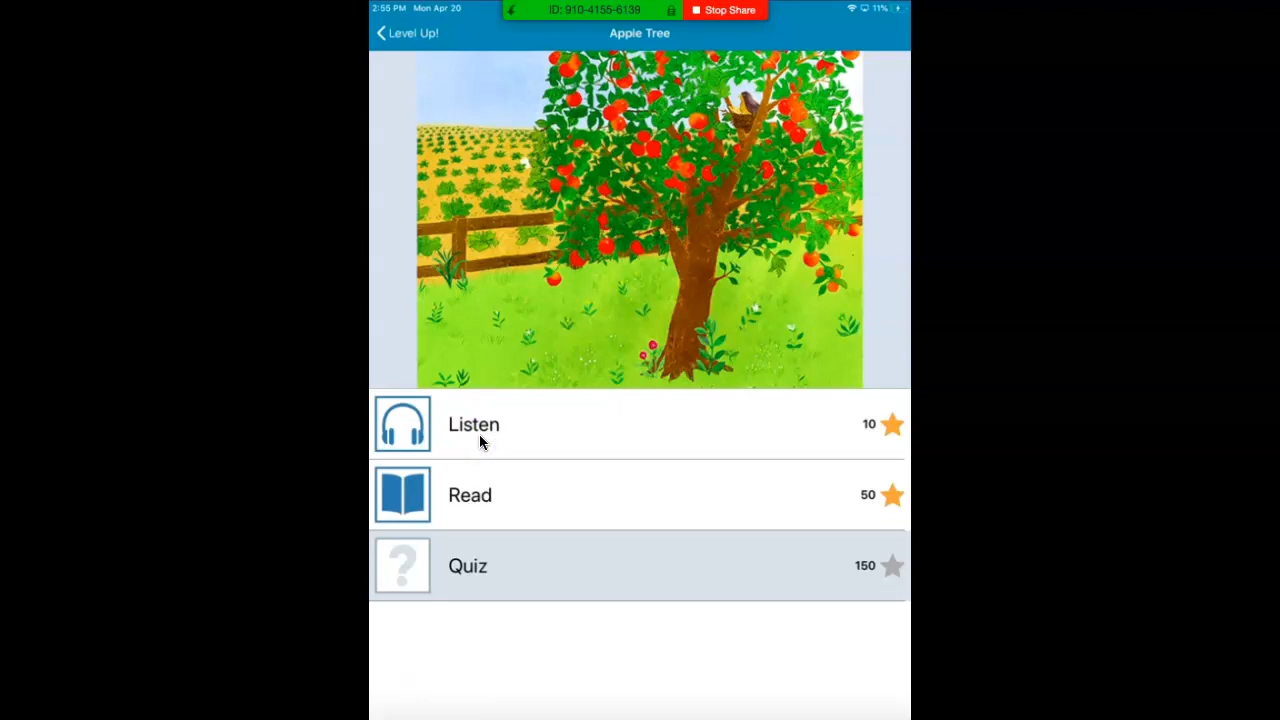 2:55 PM Mon Apr 20
ID: 910-4155-6139
Stop Share
11%
Level Up!
Apple Tree
Listen
10
Read
50
?
Quiz
150